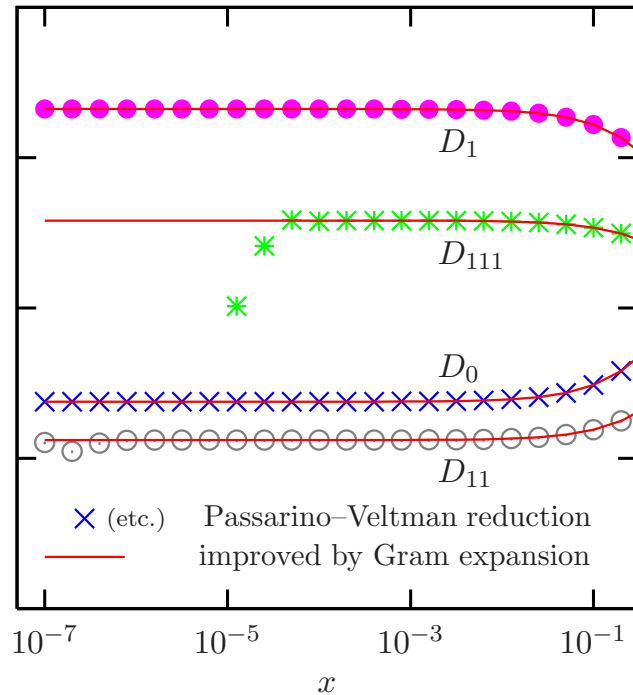 D₁
D₁₁₁
D₀
D₁₁
(etc.) Passarino–Veltman reduction
improved by Gram expansion
10⁻⁷ 10⁻⁵ 10⁻³ 10⁻¹
x